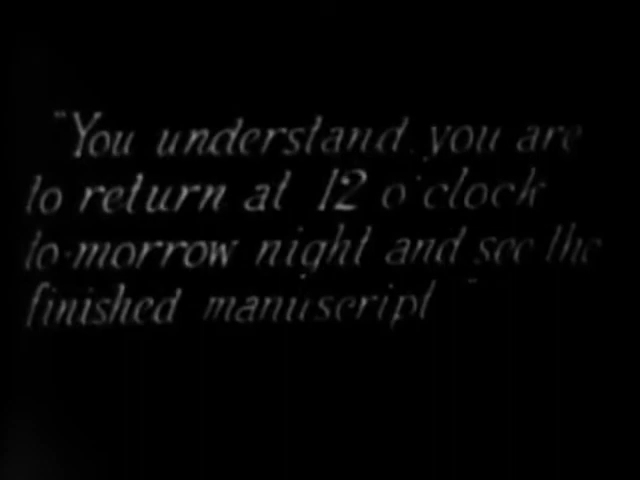 "You understand you are
to return at 12 o'clock
to-morrow night and see the
finished manuscript"